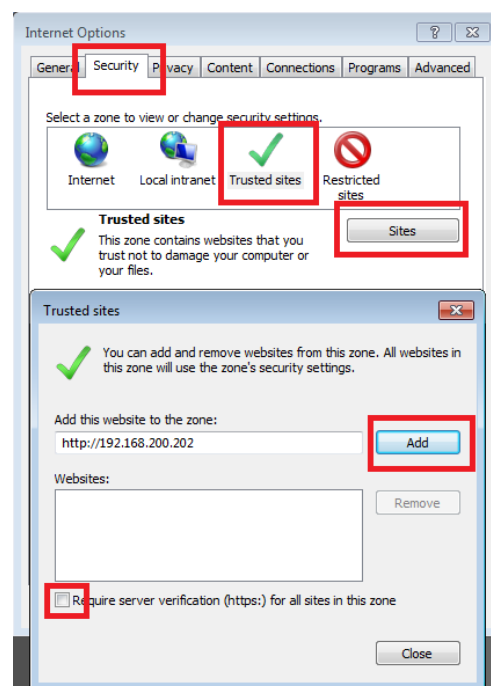 Internet Options
General Security Privacy Content Connections Programs Advanced
Select a zone to view or change security settings.
Internet Local intranet Trusted sites Restricted
sites
Trusted sites
Sites
This zone contains websites that you
trust not to damage your computer or
your files.
Trusted sites
You can add and remove websites from this zone. All websites in
this zone will use the zone's security settings.
Add this website to the zone:
http://192.168.200.202 Add
Websites:
Remove
Require server verification (https:) for all sites in this zone
Close